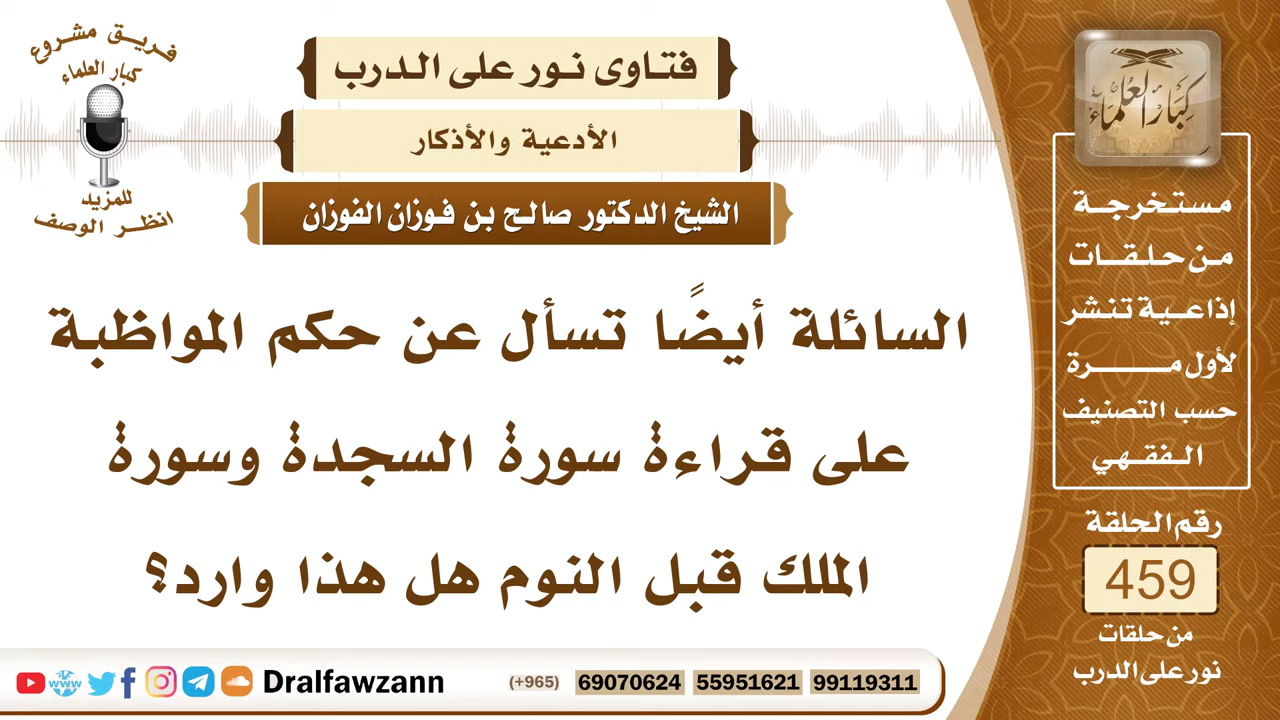 فريق مشروع
كبار العلماء
للمزيد
انظر الوصف
فتاوى نور على الدرب
الأدعية والأذكار
الشيخ الدكتور صالح بن فوزان الفوزان
السائلة أيضًا تسأل عن حكم المواظبة
على قراءة سورة السجدة وسورة
الملك قبل النوم هل هذا وارد؟
كبار العلماء
مستخرجة
من حلقات
إذاعية تنشر
لأول مرة
حسب التصنيف
الفقهي
رقم الحلقة
459
من حلقات
نور على الدرب
www Dralfawzann (+965) 69070624 55951621 99119311